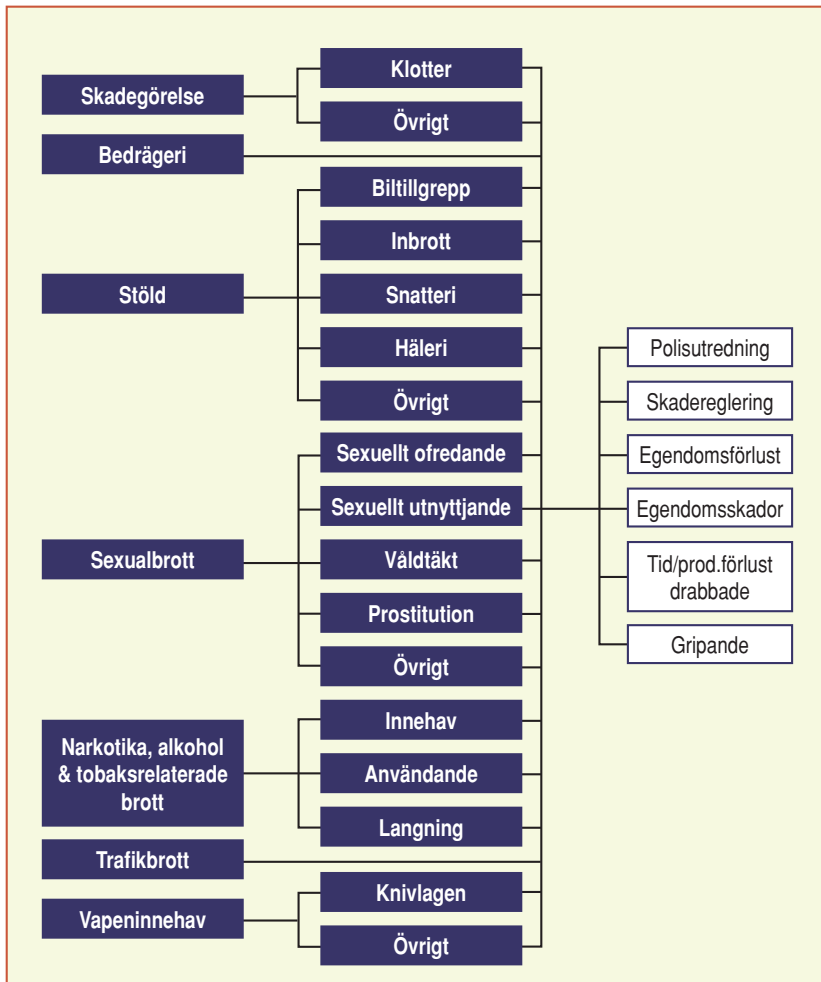 Skadegörelse
Klotter
Övrigt
Bedrägeri
Stöld
Biltillgrepp
Inbrott
Snatteri
Häleri
Övrigt
Sexualbrott
Sexuellt ofredande
Sexuellt utnyttjande
Våldtäkt
Prostitution
Övrigt
Narkotika, alkohol
& tobaksrelaterade
brott
Innehav
Användande
Langning
Trafikbrott
Vapeninnehav
Knivlagen
Övrigt
Polisutredning
Skadereglering
Egendomsförlust
Egendomsskador
Tid/prod.förlust
drabbade
Gripande